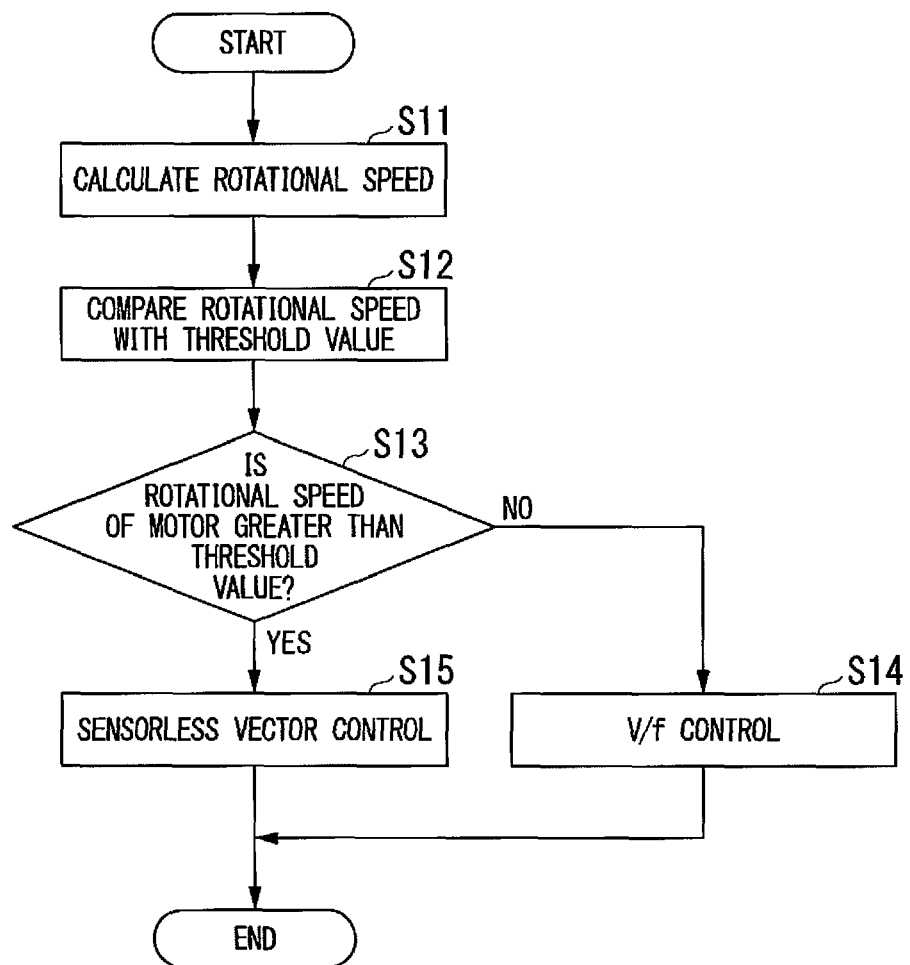 START
S11
CALCULATE ROTATIONAL SPEED
S12
COMPARE ROTATIONAL SPEED
WITH THRESHOLD VALUE
S13
IS
ROTATIONAL SPEED
OF MOTOR GREATER THAN
THRESHOLD
VALUE?
NO
YES
S15
SENSORLESS VECTOR CONTROL
S14
V/f CONTROL
END